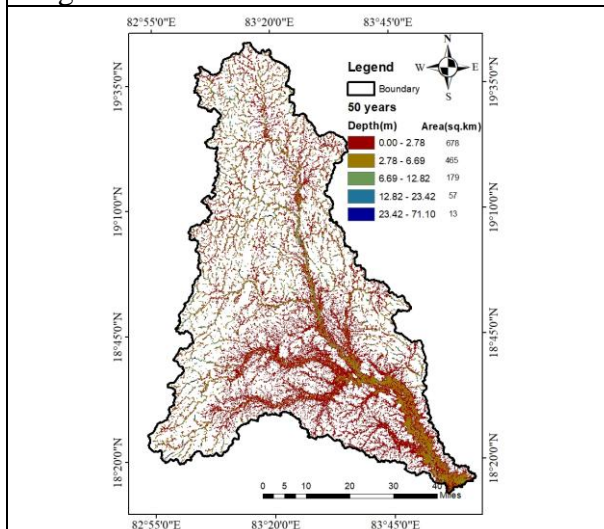 82°55'0"E 83°20'0"E 83°45'0"E
N
W E
S
Legend
Boundary
50 years
Depth(m) Area(sq.km)
0.00 - 2.78 678
2.78 - 6.69 465
6.69 - 12.82 179
12.82 - 23.42 57
23.42 - 71.10 13
19°35'0"N 19°35'0"N
19°10'0"N 19°10'0"N
18°45'0"N 18°45'0"N
18°20'0"N 18°20'0"N
0 5 10 20 30 40
Miles
82°55'0"E 83°20'0"E 83°45'0"E